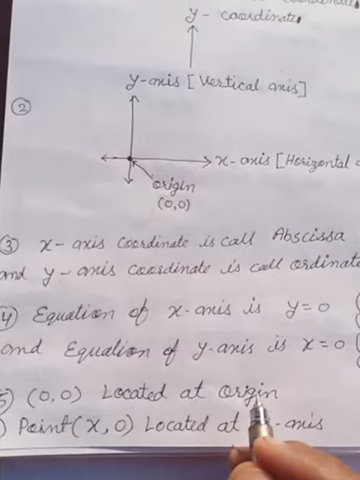 y - coordinate
y-axis [Vertical axis]
②
x-axis [Horizontal
origin
(0,0)
③ x-axis coordinate is call Abscissa
and y-axis coordinate is call ordinate
④ Equation of x-axis is y=0
and Equation of y-axis is x=0
⑤ (0,0) Located at origin
Point (x,0) Located at -axis